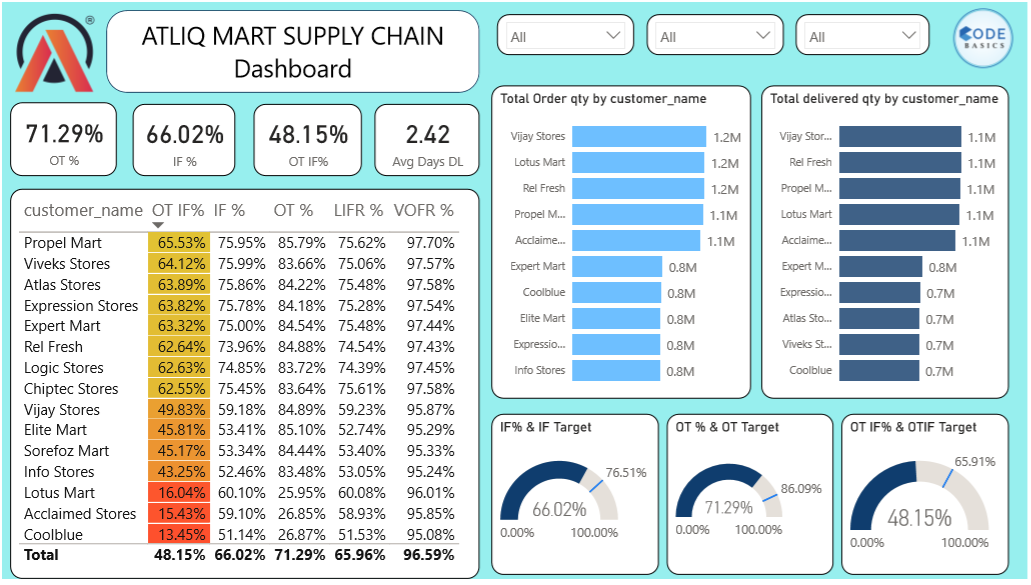 ®
ATLIQ MART SUPPLY CHAIN
Dashboard
All
All
All
CODE
BASICS
71.29%
OT %
66.02%
IF %
48.15%
OT IF%
2.42
Avg Days DL
customer_name OT IF% IF % OT % LIFR % VOFR %
Propel Mart 65.53% 75.95% 85.79% 75.62% 97.70%
Viveks Stores 64.12% 75.99% 83.66% 75.06% 97.57%
Atlas Stores 63.89% 75.86% 84.22% 75.48% 97.58%
Expression Stores 63.82% 75.78% 84.18% 75.28% 97.54%
Expert Mart 63.32% 75.00% 84.54% 75.48% 97.44%
Rel Fresh 62.64% 73.96% 84.88% 74.54% 97.43%
Logic Stores 62.63% 74.85% 83.72% 74.39% 97.45%
Chiptec Stores 62.55% 75.45% 83.64% 75.61% 97.58%
Vijay Stores 49.83% 59.18% 84.89% 59.23% 95.87%
Elite Mart 45.81% 53.41% 85.10% 52.74% 95.29%
Sorefoz Mart 45.17% 53.34% 84.44% 53.40% 95.33%
Info Stores 43.25% 52.46% 83.48% 53.05% 95.24%
Lotus Mart 16.04% 60.10% 25.95% 60.08% 96.01%
Acclaimed Stores 15.43% 59.10% 26.85% 58.93% 95.85%
Coolblue 13.45% 51.14% 26.87% 51.53% 95.08%
Total 48.15% 66.02% 71.29% 65.96% 96.59%
Total Order qty by customer_name
Vijay Stores 1.2M
Lotus Mart 1.2M
Rel Fresh 1.2M
Propel M... 1.1M
Acclaime... 1.1M
Expert Mart 0.8M
Coolblue 0.8M
Elite Mart 0.8M
Expressio... 0.8M
Info Stores 0.8M
Total delivered qty by customer_name
Vijay Stor... 1.1M
Rel Fresh 1.1M
Propel M... 1.1M
Lotus Mart 1.1M
Acclaime... 1.1M
Expert M... 0.8M
Expressio... 0.7M
Atlas Sto... 0.7M
Viveks St... 0.7M
Coolblue 0.7M
IF% & IF Target
76.51%
66.02%
0.00% 100.00%
OT % & OT Target
86.09%
71.29%
0.00% 100.00%
OT IF% & OTIF Target
65.91%
48.15%
0.00% 100.00%